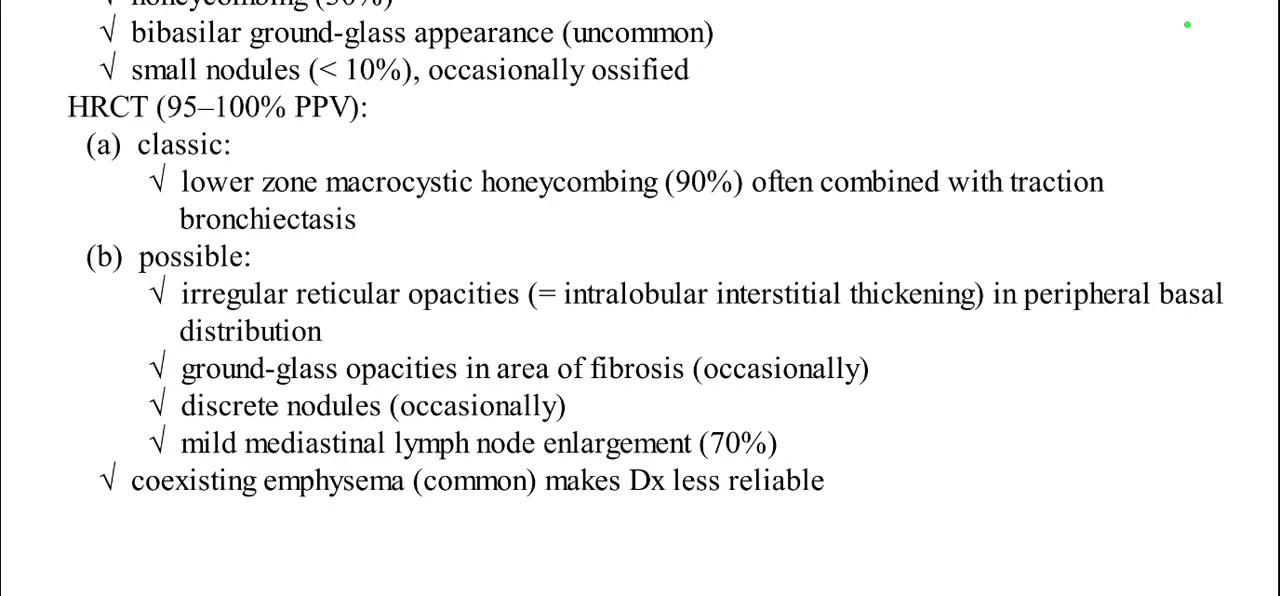 √ honeycombing (30%)
√ bibasilar ground-glass appearance (uncommon)
√ small nodules (< 10%), occasionally ossified
HRCT (95–100% PPV):
(a) classic:
√ lower zone macrocystic honeycombing (90%) often combined with traction
bronchiectasis
(b) possible:
√ irregular reticular opacities (= intralobular interstitial thickening) in peripheral basal
distribution
√ ground-glass opacities in area of fibrosis (occasionally)
√ discrete nodules (occasionally)
√ mild mediastinal lymph node enlargement (70%)
√ coexisting emphysema (common) makes Dx less reliable